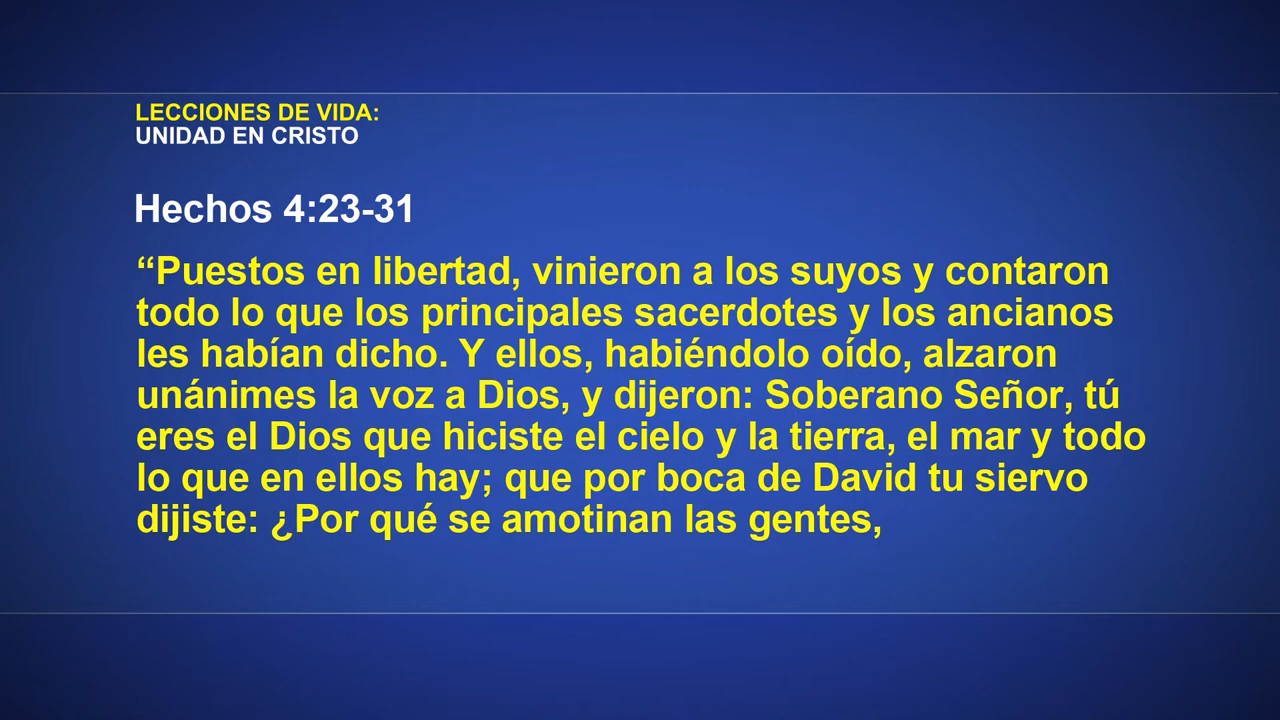 LECCIONES DE VIDA:
UNIDAD EN CRISTO
Hechos 4:23-31
“Puestos en libertad, vinieron a los suyos y contaron
todo lo que los principales sacerdotes y los ancianos
les habían dicho. Y ellos, habiéndolo oído, alzaron
unánimes la voz a Dios, y dijeron: Soberano Señor, tú
eres el Dios que hiciste el cielo y la tierra, el mar y todo
lo que en ellos hay; que por boca de David tu siervo
dijiste: ¿Por qué se amotinan las gentes,